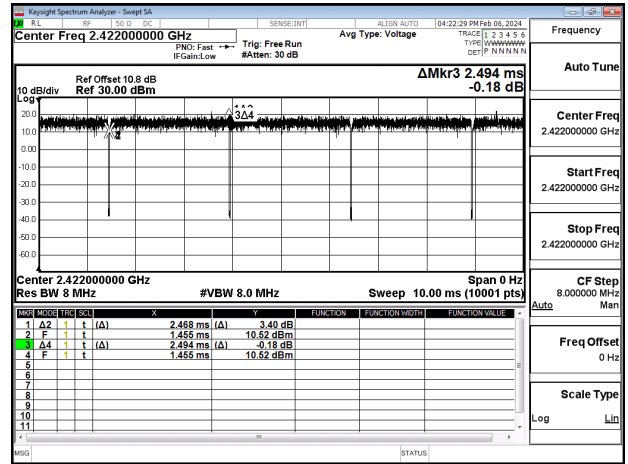 Keysight Spectrum Analyzer - Swept SA
RL RF 50 Ω DC SENSE:INT ALIGN AUTO 04:22:29 PM Feb 06, 2024
Center Freq 2.422000000 GHz
PNO: Fast
IFGain:Low
Trig: Free Run
#Atten: 30 dB
Avg Type: Voltage
TRACE 1 2 3 4 5 6
TYPE WWWWWW
DET P NNNNN
Frequency
Auto Tune
Center Freq
2.422000000 GHz
Start Freq
2.422000000 GHz
Stop Freq
2.422000000 GHz
CF Step
8.000000 MHz
Auto Man
Freq Offset
0 Hz
Scale Type
Log Lin
Ref Offset 10.8 dB
10 dB/div Ref 30.00 dBm
ΔMkr3 2.494 ms
-0.18 dB
Log
20.0
10.0
0.00
-10.0
-20.0
-30.0
-40.0
-50.0
-60.0
3Δ4
Center 2.422000000 GHz Span 0 Hz
Res BW 8 MHz #VBW 8.0 MHz Sweep 10.00 ms (10001 pts)
MKR MODE TRC SCL X Y FUNCTION FUNCTION WIDTH FUNCTION VALUE
1 Δ2 1 t (Δ) 2.468 ms (Δ) 3.40 dB
2 F 1 t 1.455 ms 10.52 dBm
3 Δ4 1 t (Δ) 2.494 ms (Δ) -0.18 dB
4 F 1 t 1.455 ms 10.52 dBm
5
6
7
8
9
10
11
MSG STATUS